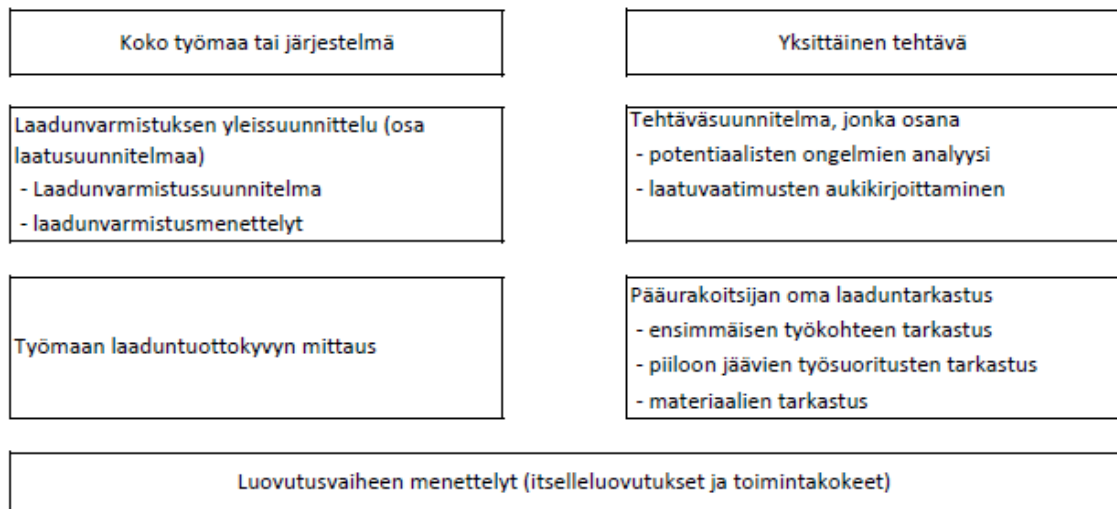 Koko työmaa tai järjestelmä
Yksittäinen tehtävä
Laadunvarmistuksen yleissuunnittelu (osa
laatusuunnitelmaa)
- Laadunvarmistussuunnitelma
- laadunvarmistusmenettelyt
Tehtäväsuunnitelma, jonka osana
- potentiaalisten ongelmien analyysi
- laatuvaatimusten aukikirjoittaminen
Työmaan laaduntuottokyvyn mittaus
Pääurakoitsijan oma laaduntarkastus
- ensimmäisen työkohteen tarkastus
- piiloon jäävien työsuoritusten tarkastus
- materiaalien tarkastus
Luovutusvaiheen menettelyt (itselleluovutukset ja toimintakokeet)